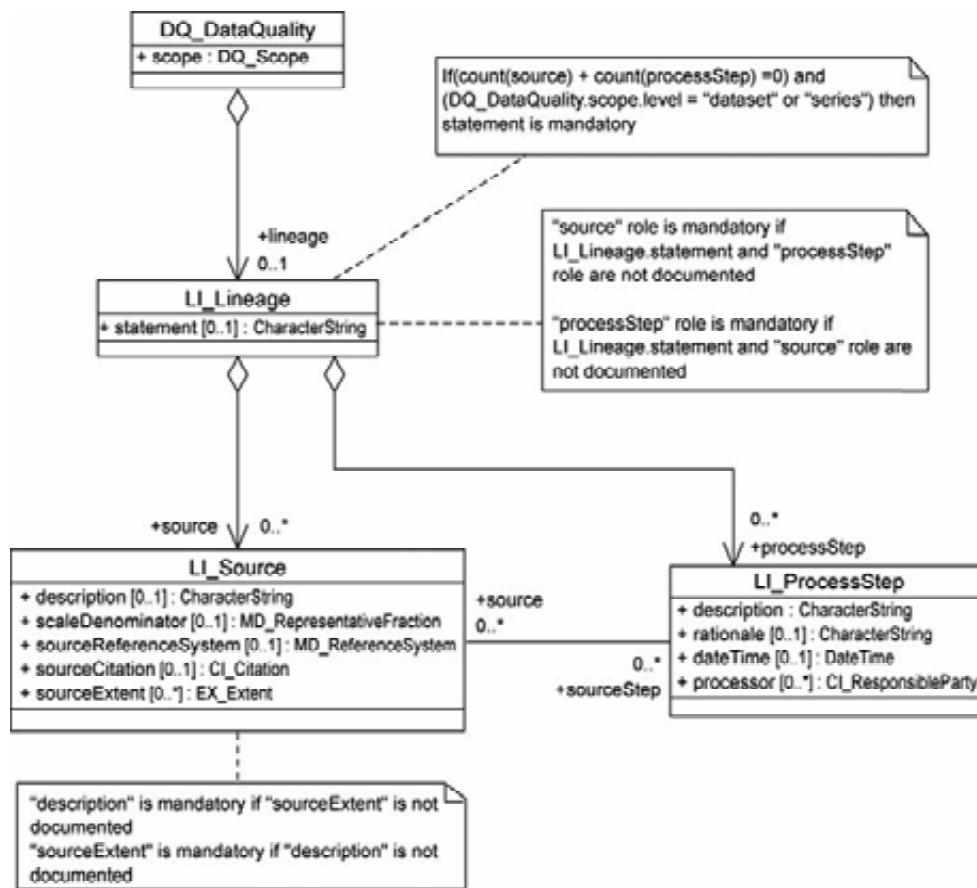 DQ_DataQuality
+ scope : DQ_Scope
If(count(source) + count(processStep) =0) and
(DQ_DataQuality.scope.level = "dataset" or "series") then
statement is mandatory
+lineage
0..1
"source" role is mandatory if
LI_Lineage.statement and "processStep"
role are not documented
"processStep" role is mandatory if
LI_Lineage.statement and "source" role are
not documented
LI_Lineage
+ statement [0..1] : CharacterString
+source
0..*
0..*
+processStep
LI_Source
+ description [0..1] : CharacterString
+ scaleDenominator [0..1] : MD_RepresentativeFraction
+ sourceReferenceSystem [0..1] : MD_ReferenceSystem
+ sourceCitation [0..1] : CI_Citation
+ sourceExtent [0..*] : EX_Extent
+source
0..*
0..*
+sourceStep
LI_ProcessStep
+ description : CharacterString
+ rationale [0..1] : CharacterString
+ dateTime [0..1] : DateTime
+ processor [0..*] : CI_ResponsibleParty
"description" is mandatory if "sourceExtent" is not
documented
"sourceExtent" is mandatory if "description" is not
documented